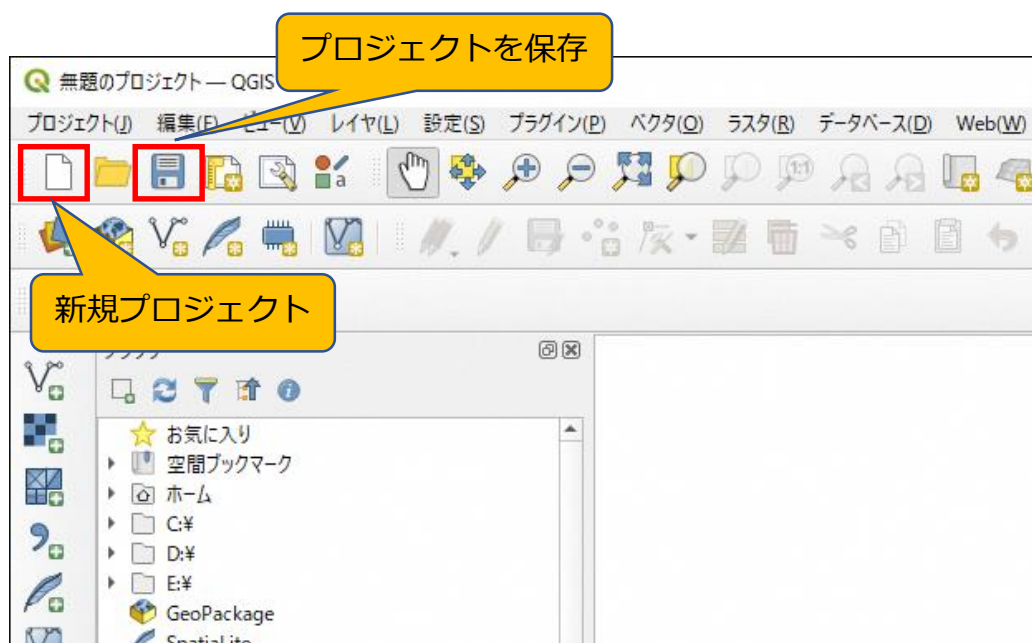 プロジェクトを保存
無題のプロジェクト — QGIS
プロジェクト(J) 編集(E) ビュー(V) レイヤ(L) 設定(S) プラグイン(P) ベクタ(O) ラスタ(R) データベース(D) Web(W)
a
1:1
新規プロジェクト
お気に入り
空間ブックマーク
ホーム
C:¥
D:¥
E:¥
GeoPackage
SpatiaLite